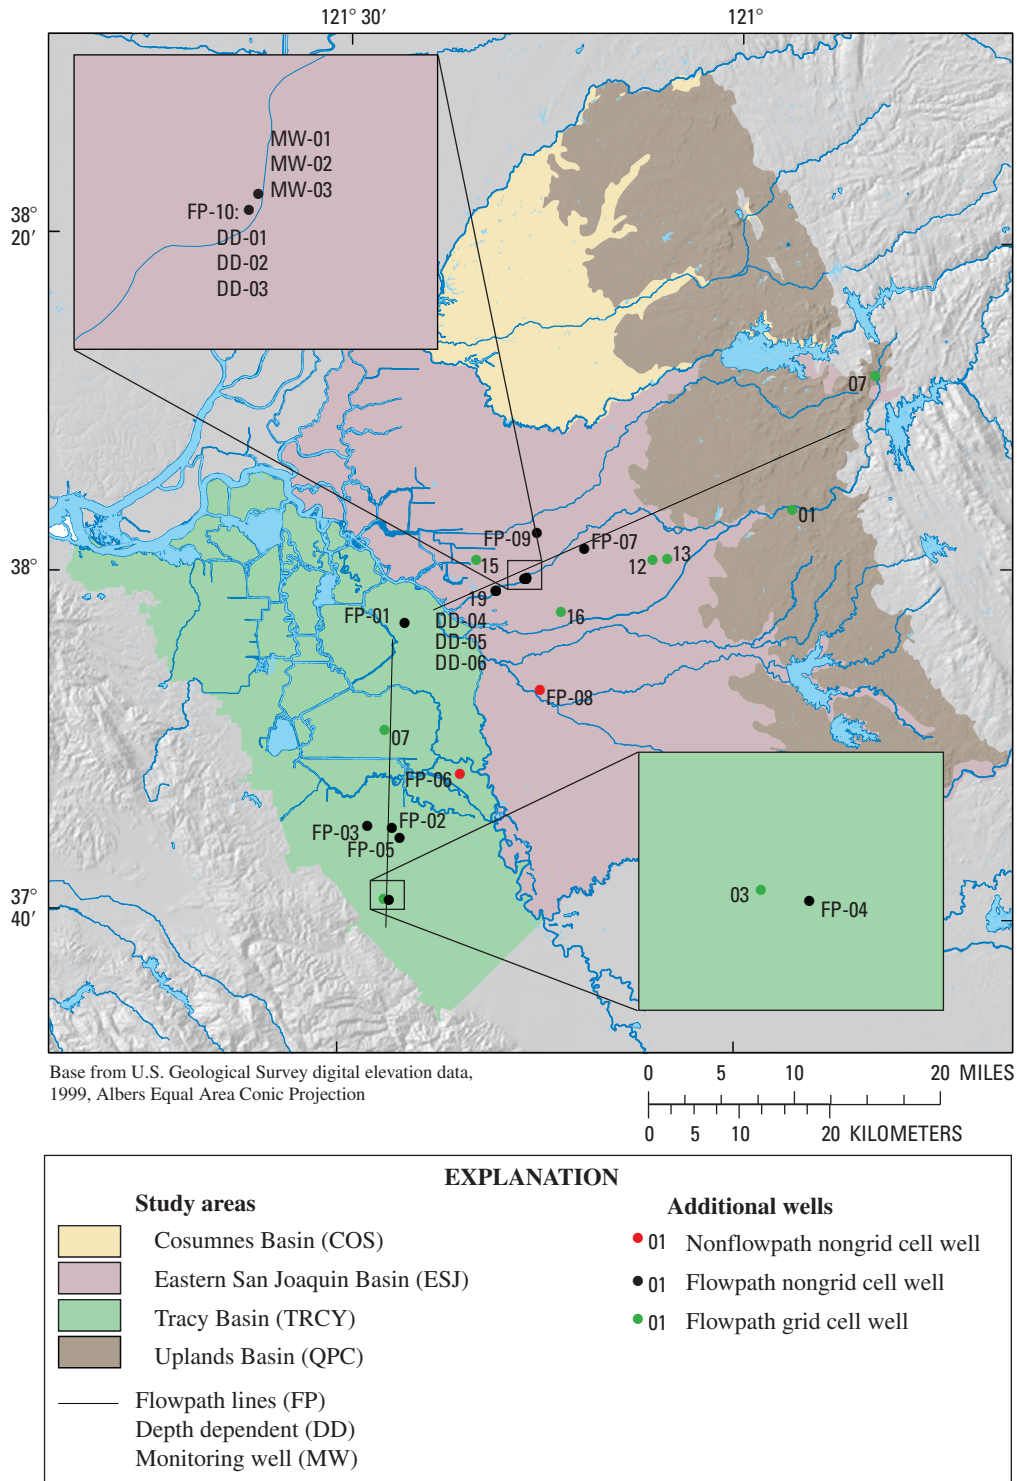 121° 30′
121°
MW-01
MW-02
MW-03
FP-10:
DD-01
DD-02
DD-03
38°
20′
07
01
FP-09
FP-07
15
12
13
38°
19
16
FP-01
DD-04
DD-05
DD-06
FP-08
07
FP-06
FP-02
FP-03
FP-05
03
FP-04
37°
40′
Base from U.S. Geological Survey digital elevation data,
1999, Albers Equal Area Conic Projection
121° 30′
121°
0 5 10 20 MILES
0 5 10 20 KILOMETERS
EXPLANATION
Study areas
Cosumnes Basin (COS)
Eastern San Joaquin Basin (ESJ)
Tracy Basin (TRCY)
Uplands Basin (QPC)
Flowpath lines (FP)
Depth dependent (DD)
Monitoring well (MW)
Additional wells
01 Nonflowpath nongrid cell well
01 Flowpath nongrid cell well
01 Flowpath grid cell well